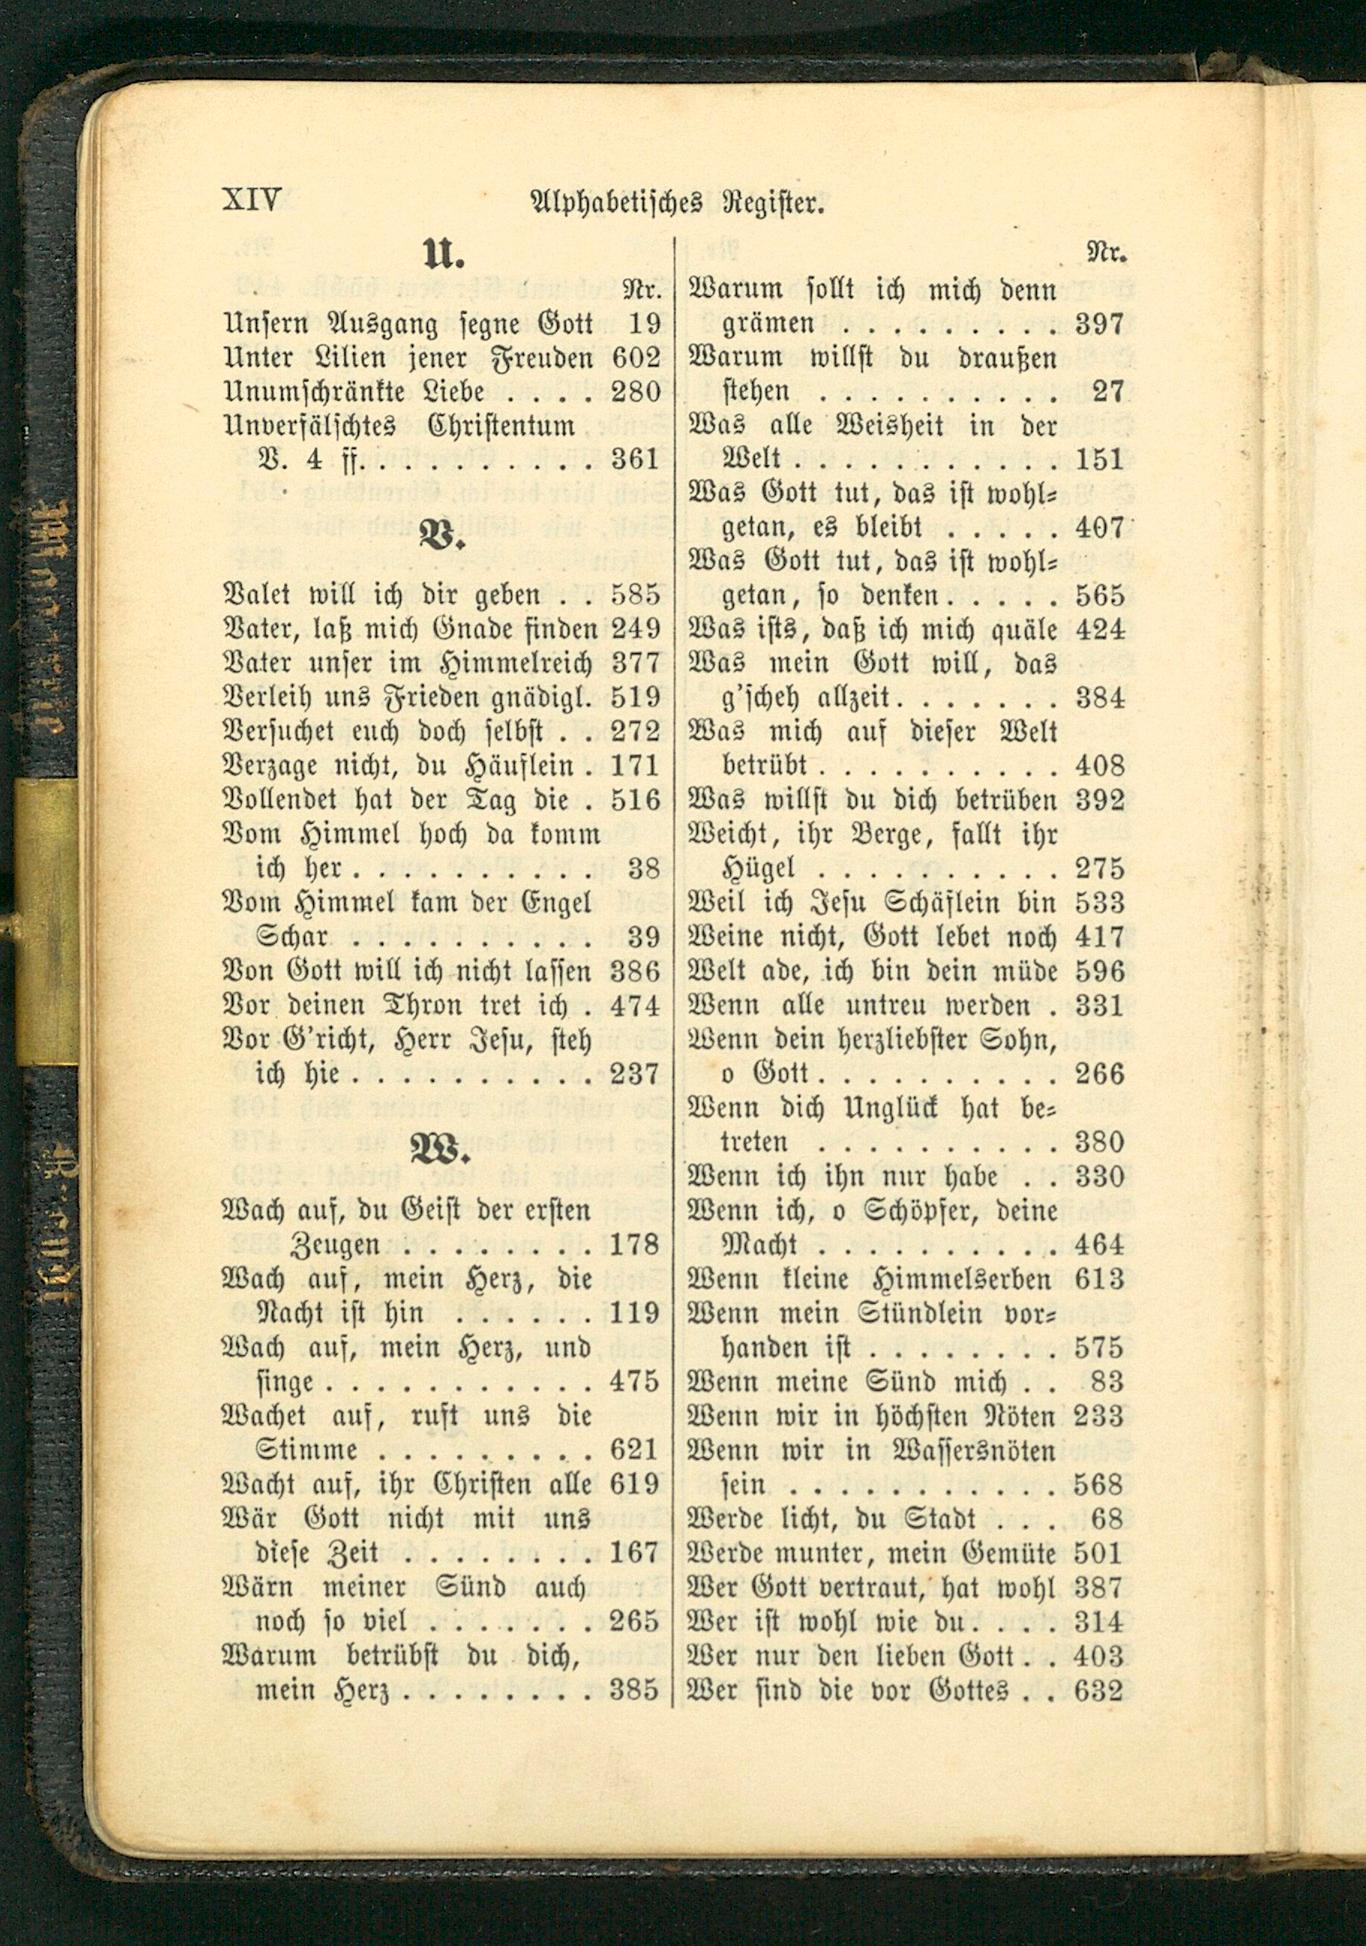 XIV
Alphabetisches Register.
U.
Nr.
Unsern Ausgang segne Gott 19
Unter Lilien jener Freuden 602
Unumschränkte Liebe . . . . 280
Unverfälschtes Christentum
V. 4 ff. . . . . . . . . . 361
V.
Valet will ich dir geben . . 585
Vater, laß mich Gnade finden 249
Vater unser im Himmelreich 377
Verleih uns Frieden gnädigl. 519
Versuchet euch doch selbst . . 272
Verzage nicht, du Häuflein . 171
Vollendet hat der Tag die . 516
Vom Himmel hoch da komm
ich her . . . . . . . . . . 38
Vom Himmel kam der Engel
Schar . . . . . . . . . . 39
Von Gott will ich nicht lassen 386
Vor deinen Thron tret ich . 474
Vor G'richt, Herr Jesu, steh
ich hie . . . . . . . . . . 237
W.
Wach auf, du Geist der ersten
Zeugen . . . . . . . . 178
Wach auf, mein Herz, die
Nacht ist hin . . . . . . 119
Wach auf, mein Herz, und
singe . . . . . . . . . . . 475
Wachet auf, ruft uns die
Stimme . . . . . . . . . 621
Wacht auf, ihr Christen alle 619
Wär Gott nicht mit uns
diese Zeit . . . . . . . . 167
Wärn meiner Sünd auch
noch so viel . . . . . . . 265
Warum betrübst du dich,
mein Herz . . . . . . . . 385
Nr.
Warum sollt ich mich denn
grämen . . . . . . . . . 397
Warum willst du draußen
stehen . . . . . . . . . . 27
Was alle Weisheit in der
Welt . . . . . . . . . . . 151
Was Gott tut, das ist wohl-
getan, es bleibt . . . . . 407
Was Gott tut, das ist wohl-
getan, so denken . . . . . 565
Was ists, daß ich mich quäle 424
Was mein Gott will, das
g'scheh allzeit . . . . . . . 384
Was mich auf dieser Welt
betrübt . . . . . . . . . . 408
Was willst du dich betrüben 392
Weicht, ihr Berge, fallt ihr
Hügel . . . . . . . . . . 275
Weil ich Jesu Schäflein bin 533
Weine nicht, Gott lebet noch 417
Welt ade, ich bin dein müde 596
Wenn alle untreu werden . 331
Wenn dein herzliebster Sohn,
o Gott . . . . . . . . . . 266
Wenn dich Unglück hat be-
treten . . . . . . . . . . 380
Wenn ich ihn nur habe . . 330
Wenn ich, o Schöpfer, deine
Macht . . . . . . . . . . 464
Wenn kleine Himmelserben 613
Wenn mein Stündlein vor-
handen ist . . . . . . . . 575
Wenn meine Sünd mich . . 83
Wenn wir in höchsten Nöten 233
Wenn wir in Wassersnöten
sein . . . . . . . . . . . 568
Werde licht, du Stadt . . . 68
Werde munter, mein Gemüte 501
Wer Gott vertraut, hat wohl 387
Wer ist wohl wie du . . . . 314
Wer nur den lieben Gott . . 403
Wer sind die vor Gottes . . 632